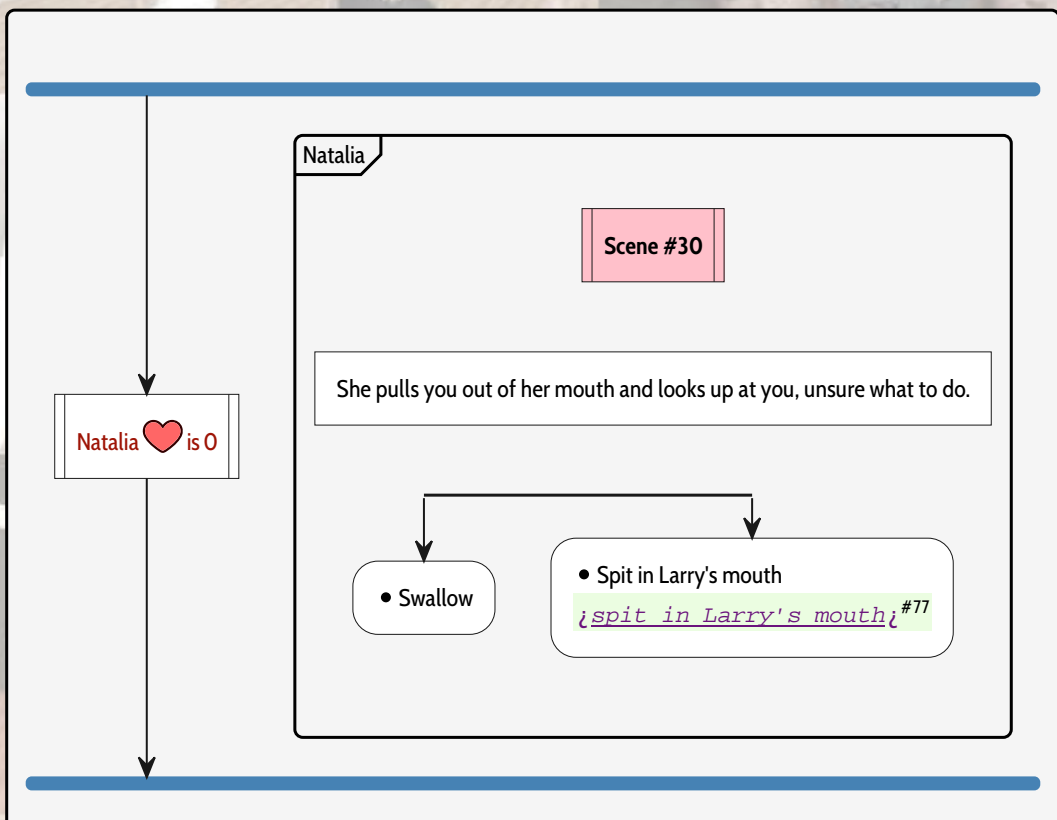 Natalia
Scene #30
She pulls you out of her mouth and looks up at you, unsure what to do.
Natalia is 0
• Swallow
• Spit in Larry's mouth
¿spit in Larry's mouth¿#77